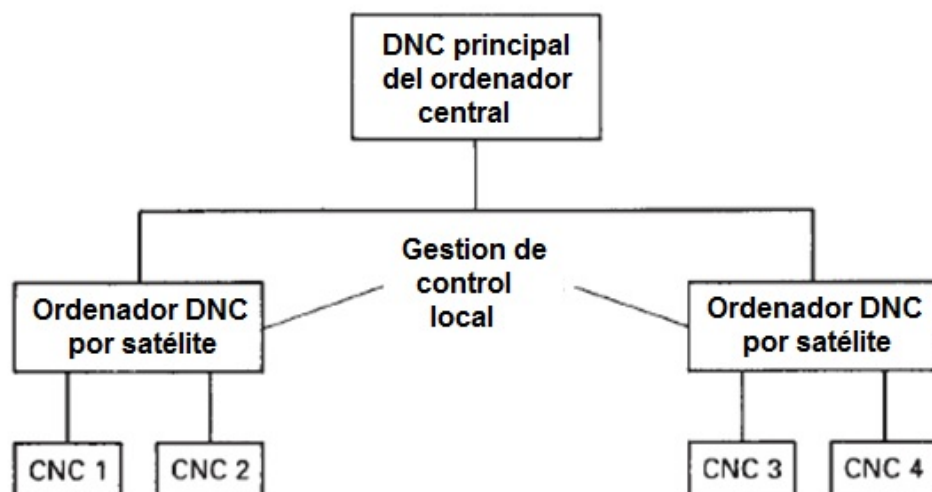 DNC principal
del ordenador
central
Gestion de
control
local
Ordenador DNC
por satélite
Ordenador DNC
por satélite
CNC 1
CNC 2
CNC 3
CNC 4